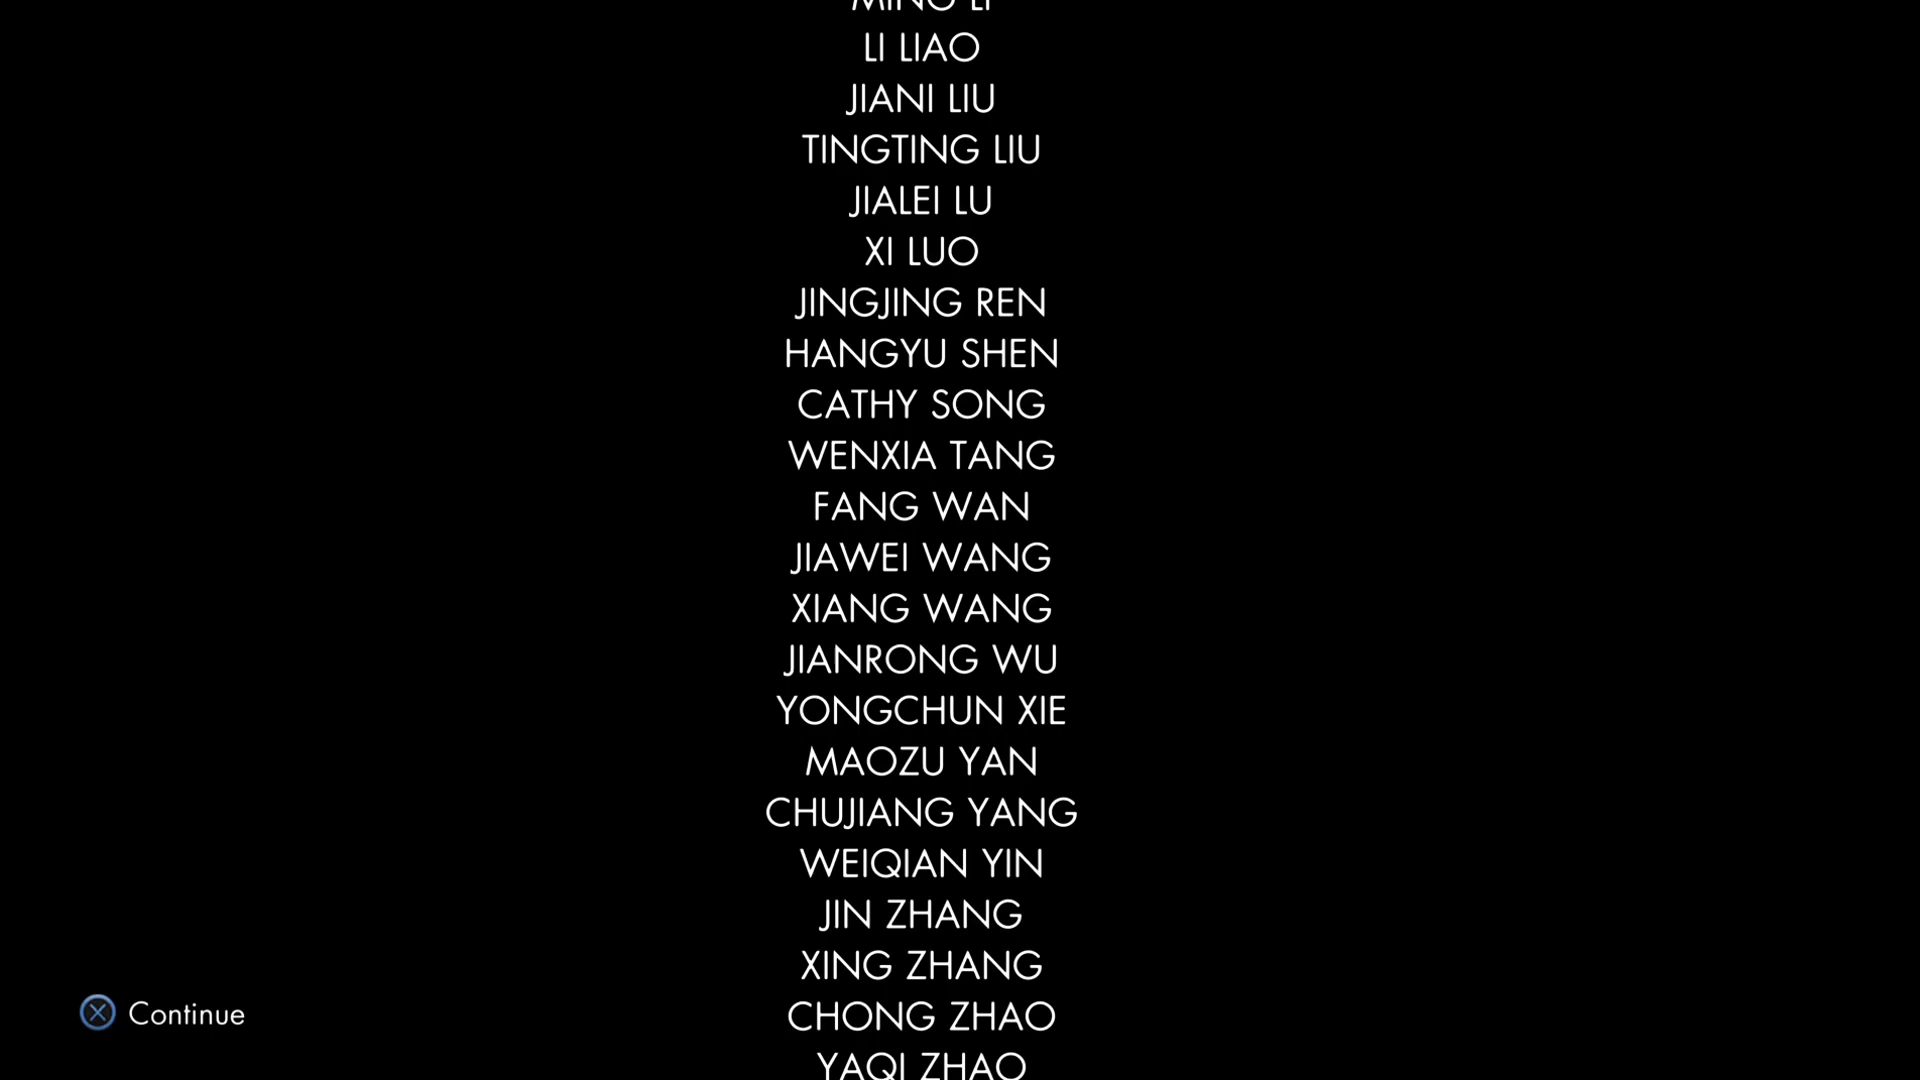 MING LI
LI LIAO
JIANI LIU
TINGTING LIU
JIALEI LU
XI LUO
JINGJING REN
HANGYU SHEN
CATHY SONG
WENXIA TANG
FANG WAN
JIAWEI WANG
XIANG WANG
JIANRONG WU
YONGCHUN XIE
MAOZU YAN
CHUJIANG YANG
WEIQIAN YIN
JIN ZHANG
XING ZHANG
CHONG ZHAO
YAQI ZHAO
Continue